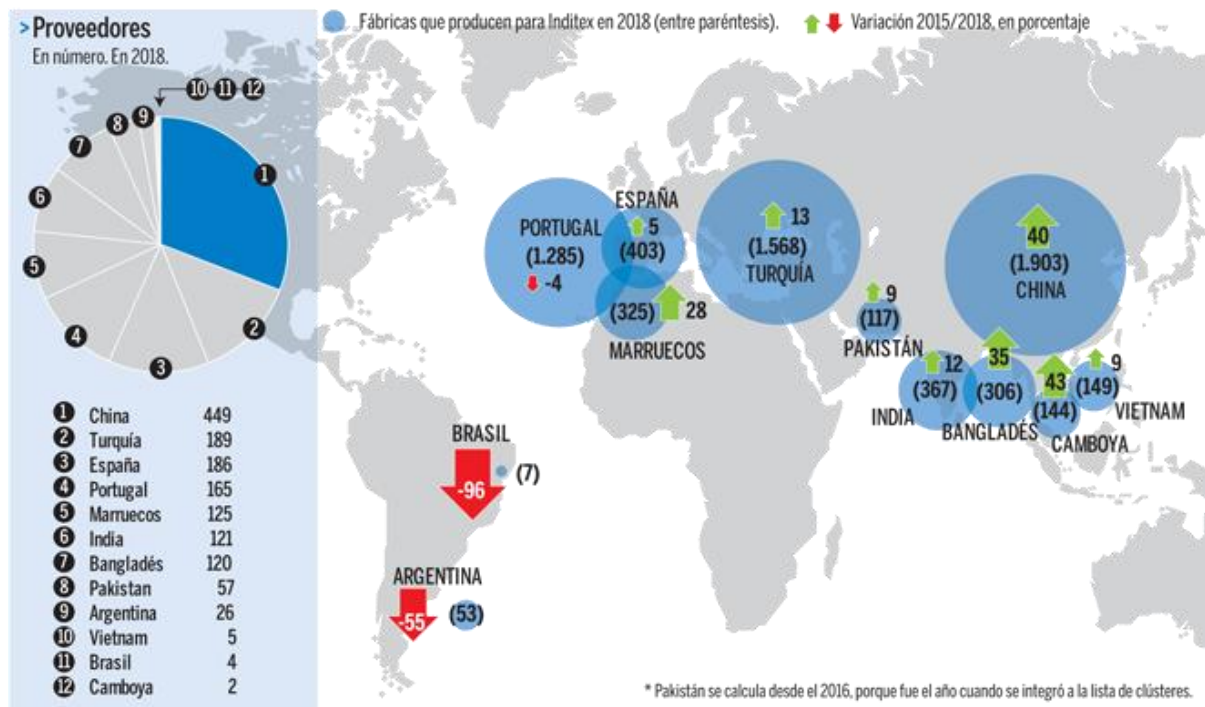 > Proveedores
En número. En 2018.
10 11 12
9
8
7
6
5
4
3
2
1
1 China 449
2 Turquía 189
3 España 186
4 Portugal 165
5 Marruecos 125
6 India 121
7 Bangladés 120
8 Pakistan 57
9 Argentina 26
10 Vietnam 5
11 Brasil 4
12 Camboya 2
Fábricas que producen para Inditex en 2018 (entre paréntesis).
Variación 2015/2018, en porcentaje
PORTUGAL
(1.285)
-4
ESPAÑA
5
(403)
(325)
28
MARRUECOS
13
(1.568)
TURQUÍA
9
(117)
PAKISTÁN
40
(1.903)
CHINA
12
(367)
INDIA
35
(306)
BANGLADÉS
43
(144)
CAMBOYA
9
(149)
VIETNAM
BRASIL
-96
(7)
ARGENTINA
-55
(53)
* Pakistán se calcula desde el 2016, porque fue el año cuando se integró a la lista de clústeres.